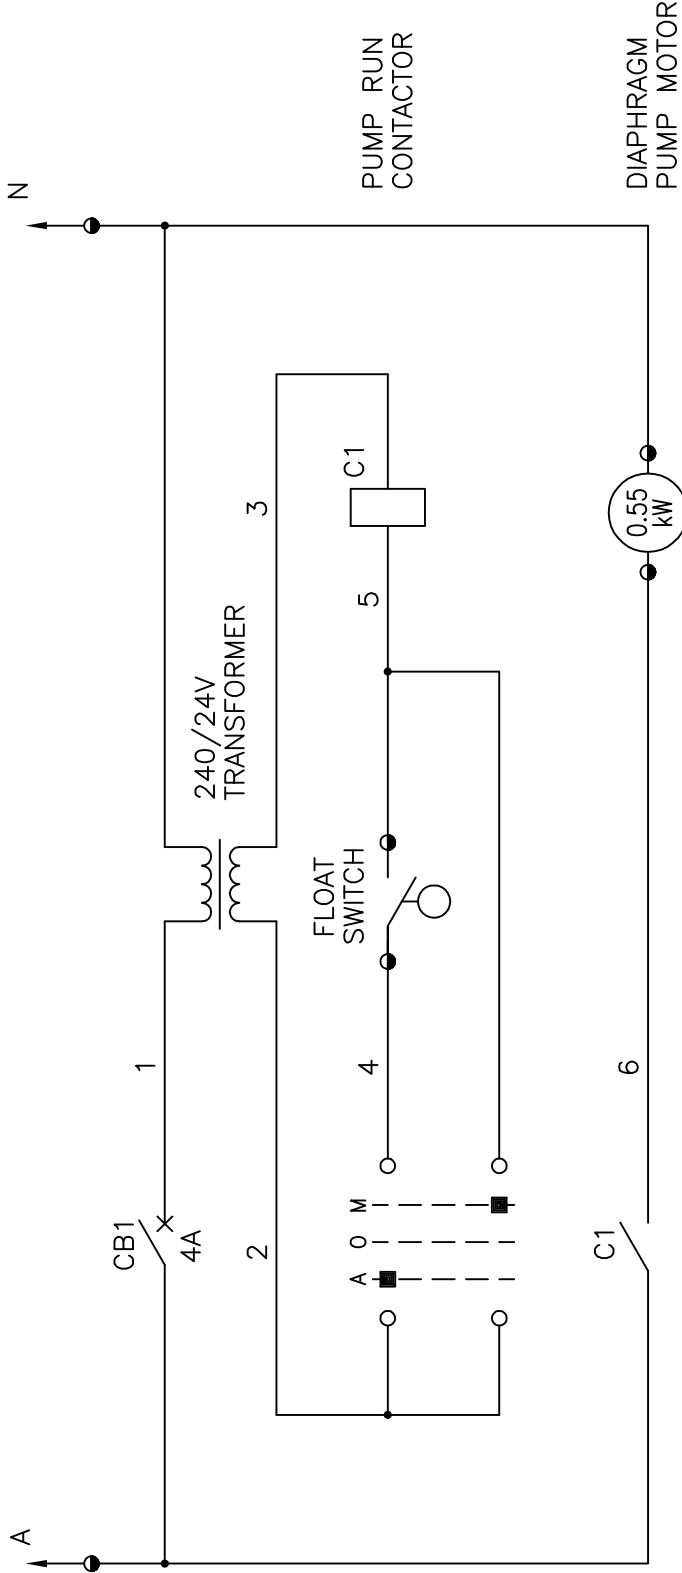 A
N
CB1
4A
1
240/24V
TRANSFORMER
2
3
A O M
4
FLOAT
SWITCH
5
C1
PUMP RUN
CONTACTOR
C1
6
0.55
kW
DIAPHRAGM
PUMP MOTOR